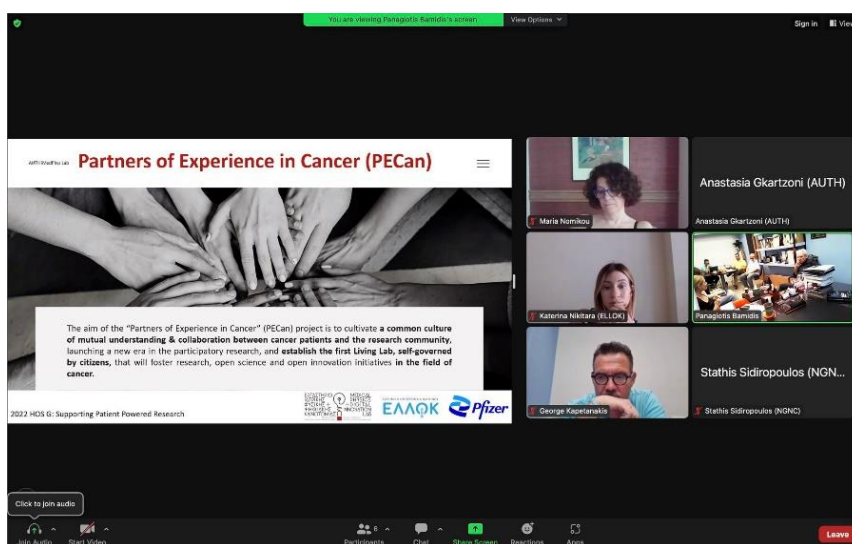 You are viewing Panagiotis Bamidis's screen
View Options
Sign in
View
Partners of Experience in Cancer (PECan)
The aim of the "Partners of Experience in Cancer" (PECan) project is to cultivate a common culture
of mutual understanding & collaboration between cancer patients and the research community,
launching a new era in the participatory research, and establish the first Living Lab, self-governed
by citizens, that will foster research, open science and open innovation initiatives in the field of
cancer.
2022 HOS G: Supporting Patient Powered Research
ΕΛΛΟΚ
Pfizer
Maria Nomikou
Anastasia Gkartzoni (AUTH)
Anastasia Gkartzoni (AUTH)
Katerina Nikitara (ELLOK)
Panagiotis Bamidis
George Kapetanakis
Stathis Sidiropoulos (NGN...
Stathis Sidiropoulos (NGNC)
Click to join audio
Join Audio
Start Video
Participants
6
Chat
Share Screen
Reactions
Apps
Leave